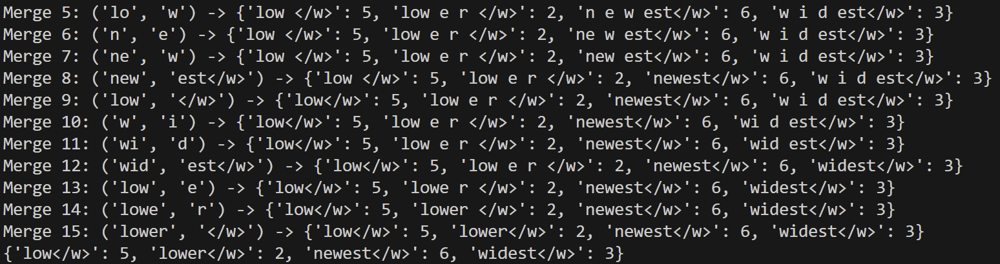 Merge 5: ('lo', 'w') -> {'low </w>': 5, 'low e r </w>': 2, 'n e w est</w>': 6, 'w i d est</w>': 3}
Merge 6: ('n', 'e') -> {'low </w>': 5, 'low e r </w>': 2, 'ne w est</w>': 6, 'w i d est</w>': 3}
Merge 7: ('ne', 'w') -> {'low </w>': 5, 'low e r </w>': 2, 'new est</w>': 6, 'w i d est</w>': 3}
Merge 8: ('new', 'est</w>') -> {'low </w>': 5, 'low e r </w>': 2, 'newest</w>': 6, 'w i d est</w>': 3}
Merge 9: ('low', '</w>') -> {'low</w>': 5, 'low e r </w>': 2, 'newest</w>': 6, 'w i d est</w>': 3}
Merge 10: ('w', 'i') -> {'low</w>': 5, 'low e r </w>': 2, 'newest</w>': 6, 'wi d est</w>': 3}
Merge 11: ('wi', 'd') -> {'low</w>': 5, 'low e r </w>': 2, 'newest</w>': 6, 'wid est</w>': 3}
Merge 12: ('wid', 'est</w>') -> {'low</w>': 5, 'low e r </w>': 2, 'newest</w>': 6, 'widest</w>': 3}
Merge 13: ('low', 'e') -> {'low</w>': 5, 'lowe r </w>': 2, 'newest</w>': 6, 'widest</w>': 3}
Merge 14: ('lowe', 'r') -> {'low</w>': 5, 'lower </w>': 2, 'newest</w>': 6, 'widest</w>': 3}
Merge 15: ('lower', '</w>') -> {'low</w>': 5, 'lower</w>': 2, 'newest</w>': 6, 'widest</w>': 3}
{'low</w>': 5, 'lower</w>': 2, 'newest</w>': 6, 'widest</w>': 3}